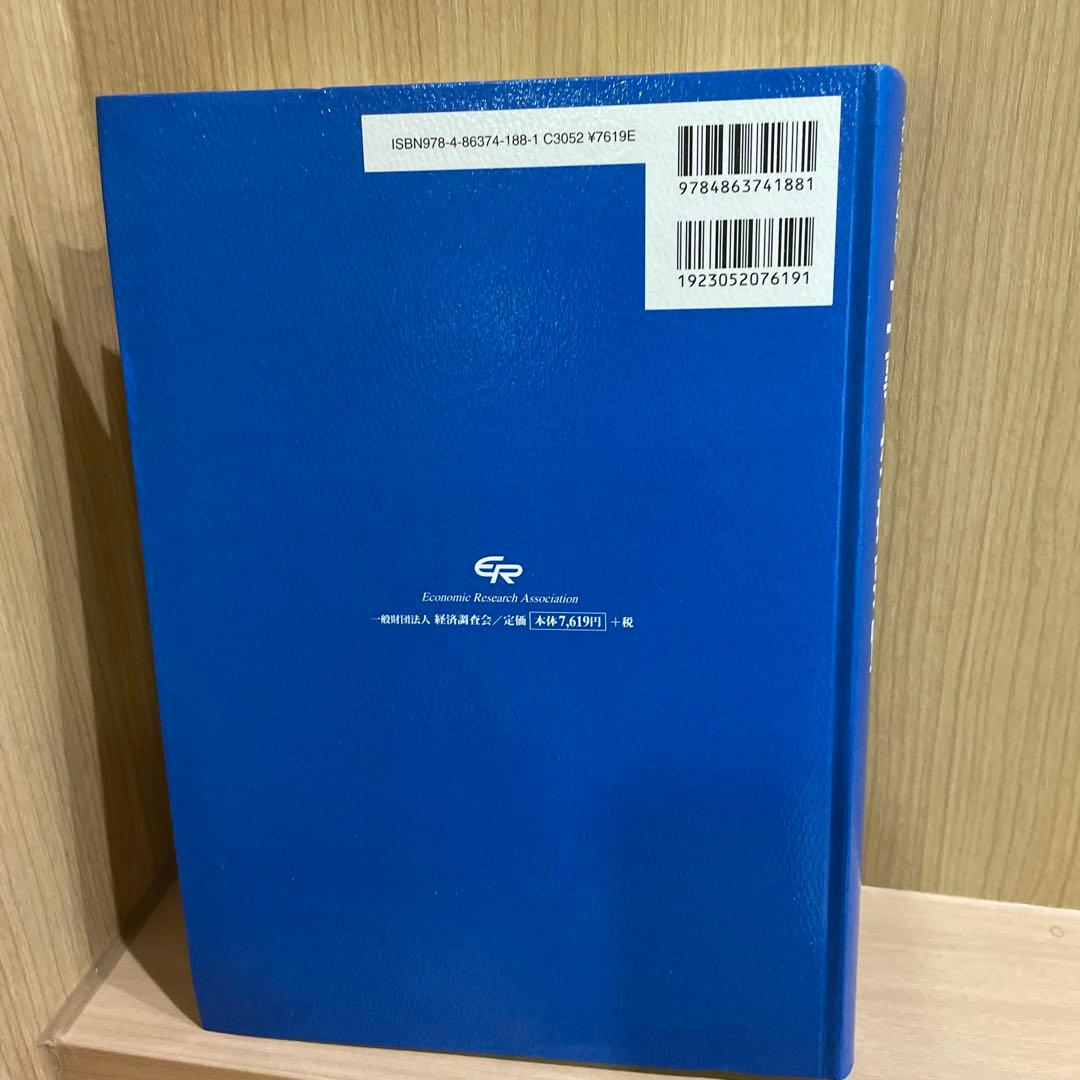 ISBN978-4-86374-188-1 C3052 ¥7619E
9784863741881
1923052076191
ER
Economic Research Association
一般財団法人 経済調査会／定価 本体7,619円 ＋税